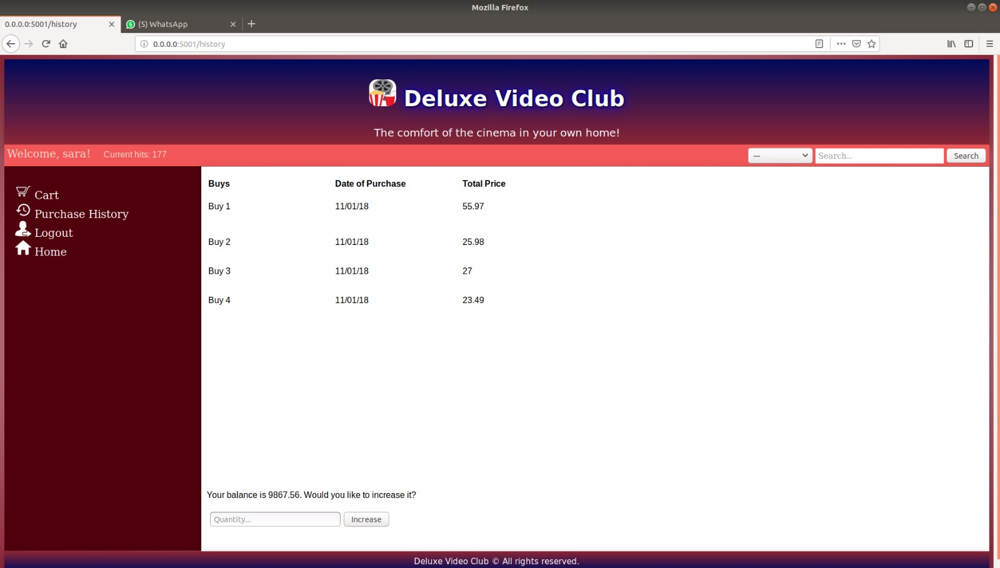 Mozilla Firefox
0.0.0.0:5001/history
5 (5) WhatsApp
0.0.0.0:5001/history
Deluxe Video Club
The comfort of the cinema in your own home!
Welcome, sara! Current hits: 177 --- Search.. Search
Cart
Purchase History
Logout
Home
Buys Date of Purchase Total Price
Buy 1 11/01/18 55.97
Buy 2 11/01/18 25.98
Buy 3 11/01/18 27
Buy 4 11/01/18 23.49
Your balance is 9867.56. Would you like to increase it?
Quantity... Increase
Deluxe Video Club © All rights reserved.